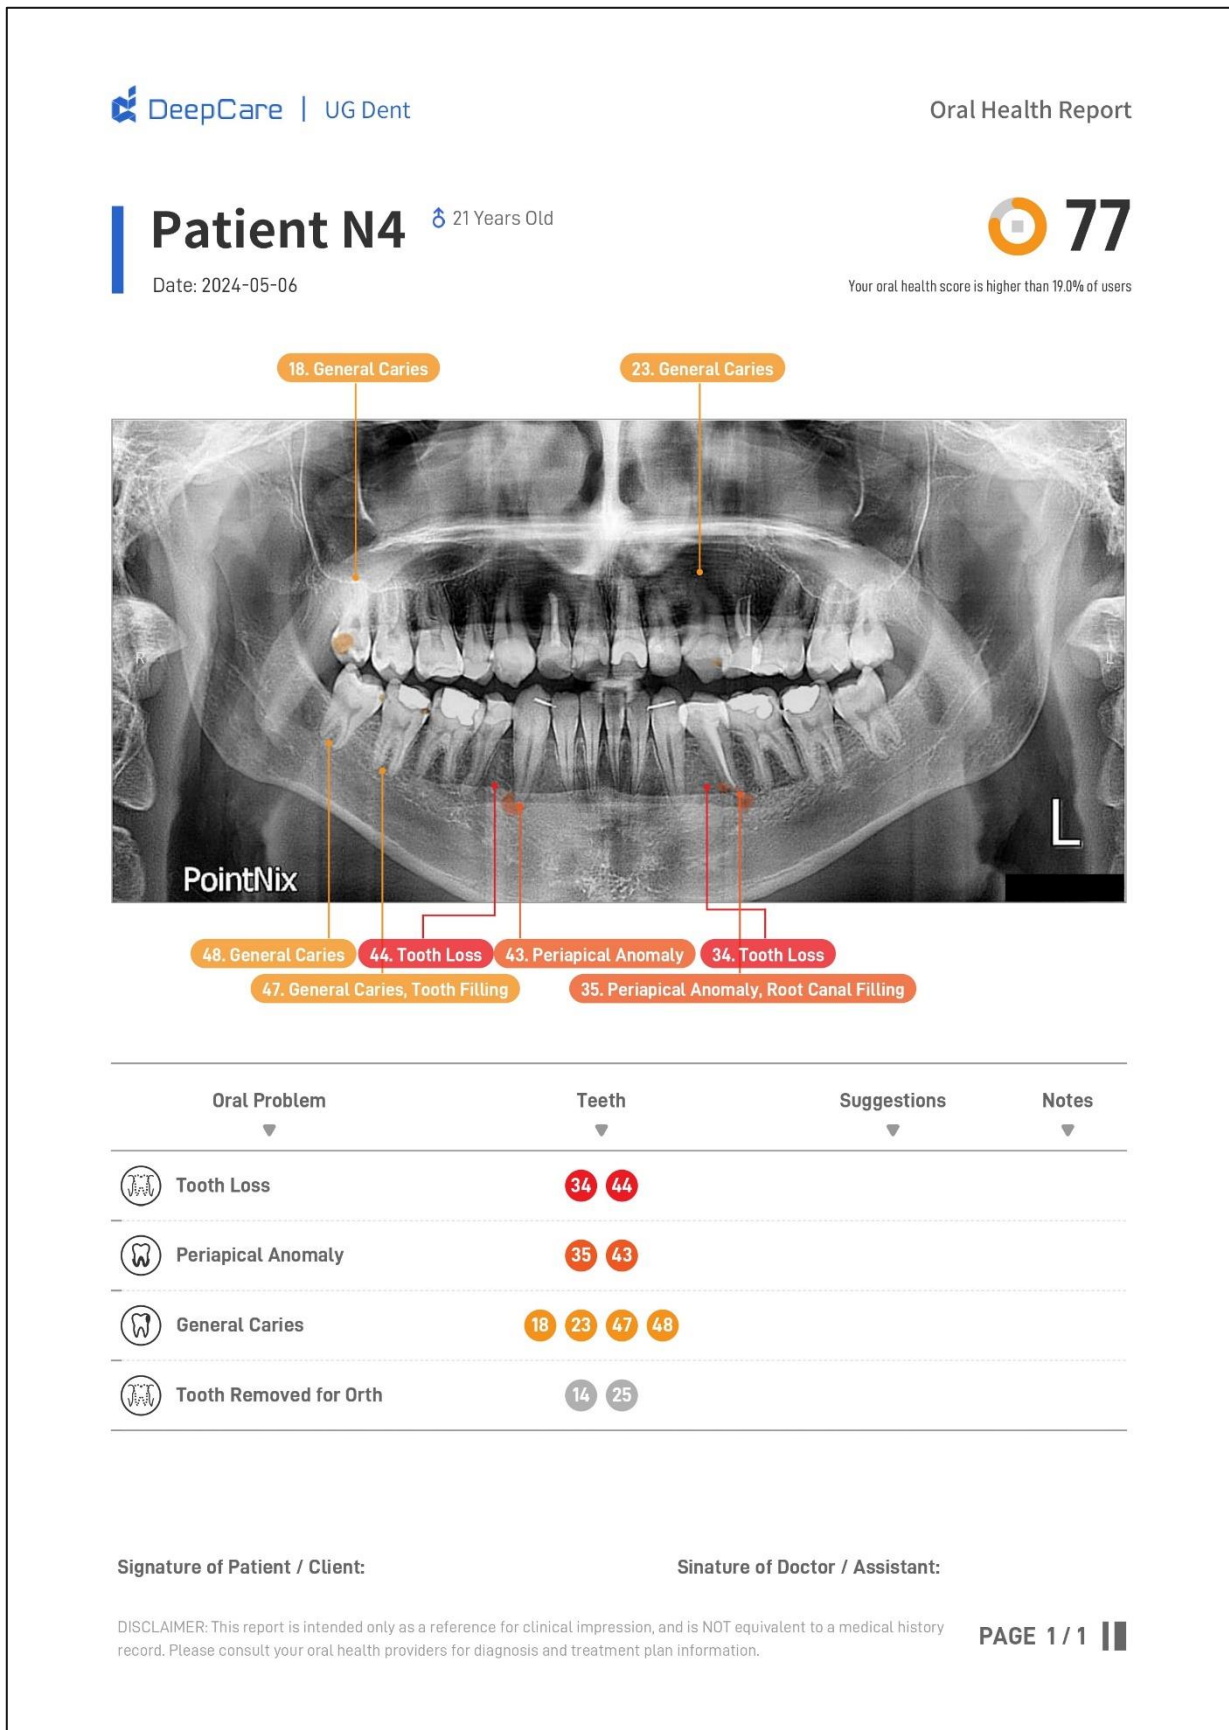 DeepCare | UG Dent
Oral Health Report
Patient N4
21 Years Old
Date: 2024-05-06
77
Your oral health score is higher than 19.0% of users
18. General Caries
23. General Caries
R
L
L
PointNix
48. General Caries
44. Tooth Loss
43. Periapical Anomaly
34. Tooth Loss
47. General Caries, Tooth Filling
35. Periapical Anomaly, Root Canal Filling
Oral Problem
Teeth
Suggestions
Notes
Tooth Loss
34 44
Periapical Anomaly
35 43
General Caries
18 23 47 48
Tooth Removed for Orth
14 25
Signature of Patient / Client:
Sinature of Doctor / Assistant:
DISCLAIMER: This report is intended only as a reference for clinical impression, and is NOT equivalent to a medical history
record. Please consult your oral health providers for diagnosis and treatment plan information.
PAGE 1 / 1